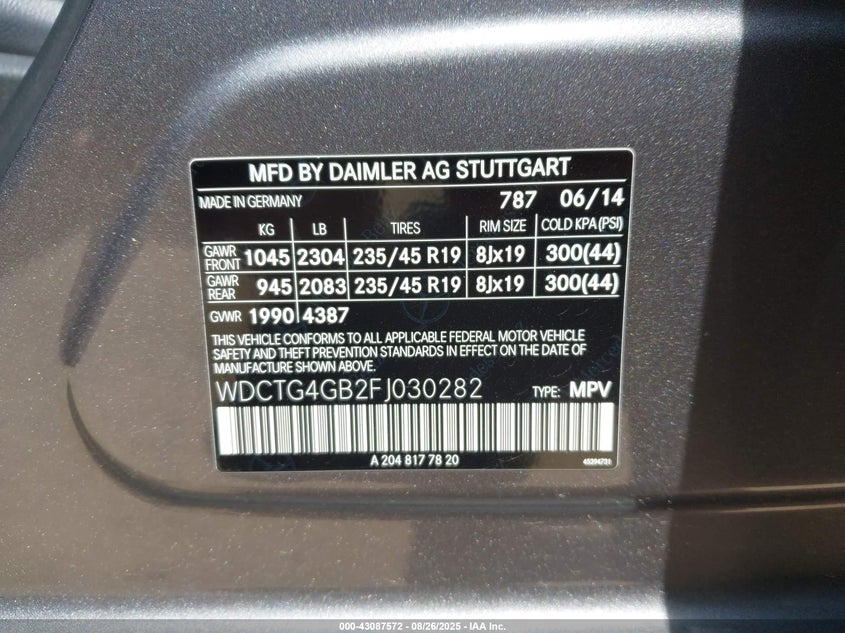 MFD BY DAIMLER AG STUTTGART
MADE IN GERMANY 787 06/14
KG LB TIRES RIM SIZE COLD KPA (PSI)
GAWR FRONT 1045 2304 235/45 R19 8Jx19 300(44)
GAWR REAR 945 2083 235/45 R19 8Jx19 300(44)
GVWR 1990 4387
THIS VEHICLE CONFORMS TO ALL APPLICABLE FEDERAL MOTOR VEHICLE
SAFETY AND THEFT PREVENTION STANDARDS IN EFFECT ON THE DATE OF
MANUFACTURE SHOWN ABOVE.
WDCTG4GB2FJ030282 TYPE: MPV
A 204 817 78 20 45394731
000-43087572 - 08/26/2025 - IAA Inc.